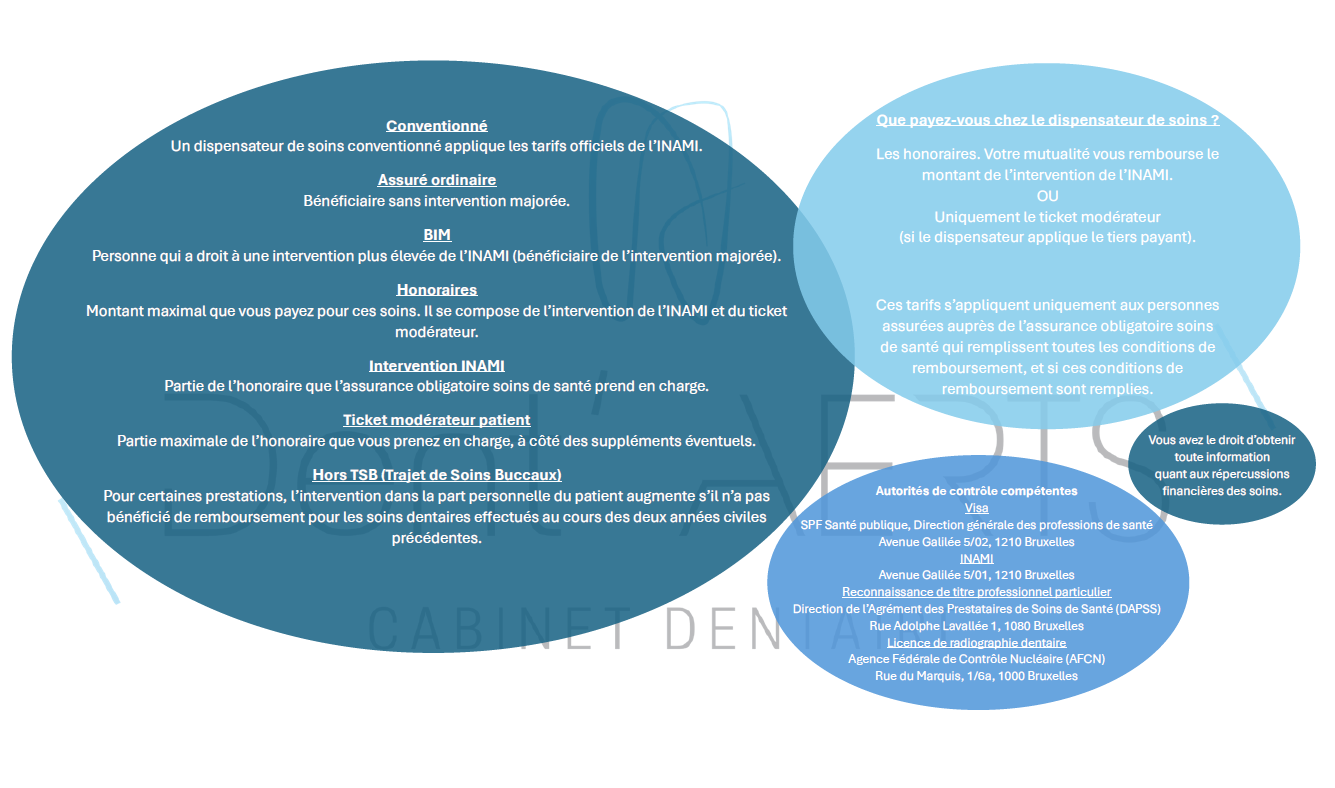 Conventionné
Un dispensateur de soins conventionné applique les tarifs officiels de l’INAMI.
Assuré ordinaire
Bénéficiaire sans intervention majorée.
BIM
Personne qui a droit à une intervention plus élevée de l’INAMI (bénéficiaire de l’intervention majorée).
Honoraires
Montant maximal que vous payez pour ces soins. Il se compose de l’intervention de l’INAMI et du ticket
modérateur.
Intervention INAMI
Partie de l’honoraire que l’assurance obligatoire soins de santé prend en charge.
Ticket modérateur patient
Partie maximale de l’honoraire que vous prenez en charge, à côté des suppléments éventuels.
Hors TSB (Trajet de Soins Buccaux)
Pour certaines prestations, l’intervention dans la part personnelle du patient augmente s’il n’a pas
bénéficié de remboursement pour les soins dentaires effectués au cours des deux années civiles
précédentes.
Que payez-vous chez le dispensateur de soins ?
Les honoraires. Votre mutualité vous rembourse le
montant de l’intervention de l’INAMI.
OU
Uniquement le ticket modérateur
(si le dispensateur applique le tiers payant).
Ces tarifs s’appliquent uniquement aux personnes
assurées auprès de l’assurance obligatoire soins
de santé qui remplissent toutes les conditions de
remboursement, et si ces conditions de
remboursement sont remplies.
Vous avez le droit d’obtenir
toute information
quant aux répercussions
financières des soins.
Autorités de contrôle compétentes
Visa
SPF Santé publique, Direction générale des professions de santé
Avenue Galilée 5/02, 1210 Bruxelles
INAMI
Avenue Galilée 5/01, 1210 Bruxelles
Reconnaissance de titre professionnel particulier
Direction de l’Agrément des Prestataires de Soins de Santé (DAPSS)
Rue Adolphe Lavallée 1, 1080 Bruxelles
Licence de radiographie dentaire
Agence Fédérale de Contrôle Nucléaire (AFCN)
Rue du Marquis, 1/6a, 1000 Bruxelles
Dent’AERTS
CABINET DENTAIRE